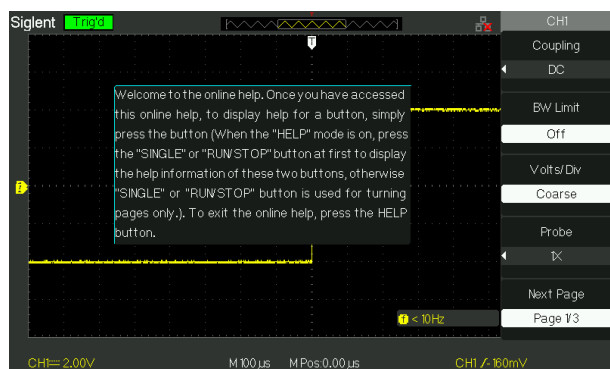 Siglent Trig'd CH1
T
Coupling
DC
Welcome to the online help. Once you have accessed
this online help, to display help for a button, simply
press the button (When the "HELP" mode is on, press
the "SINGLE" or "RUN/STOP" button at first to display
the help information of these two buttons, otherwise
"SINGLE" or "RUN/STOP" button is used for turning
pages only.). To exit the online help, press the HELP
button.
BW Limit
Off
Volts/Div
Coarse
Probe
1X
Next Page
Page 1/3
f < 10Hz
CH1 2.00V M 100 µs M Pos:0.00 µs CH1 -160mV